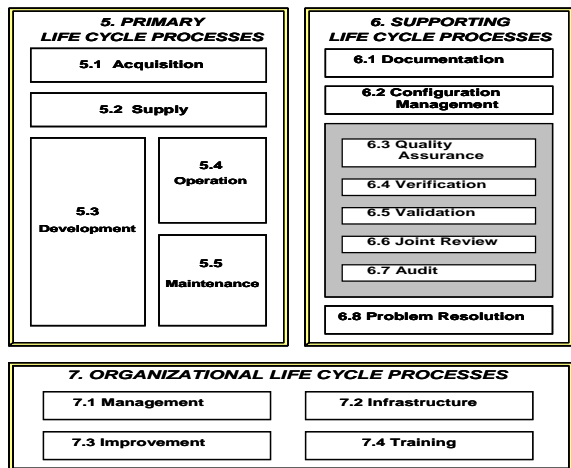 5. PRIMARY
LIFE CYCLE PROCESSES
5.1 Acquisition
5.2 Supply
5.3
Development
5.4
Operation
5.5
Maintenance
6. SUPPORTING
LIFE CYCLE PROCESSES
6.1 Documentation
6.2 Configuration
Management
6.3 Quality
Assurance
6.4 Verification
6.5 Validation
6.6 Joint Review
6.7 Audit
6.8 Problem Resolution
7. ORGANIZATIONAL LIFE CYCLE PROCESSES
7.1 Management
7.2 Infrastructure
7.3 Improvement
7.4 Training